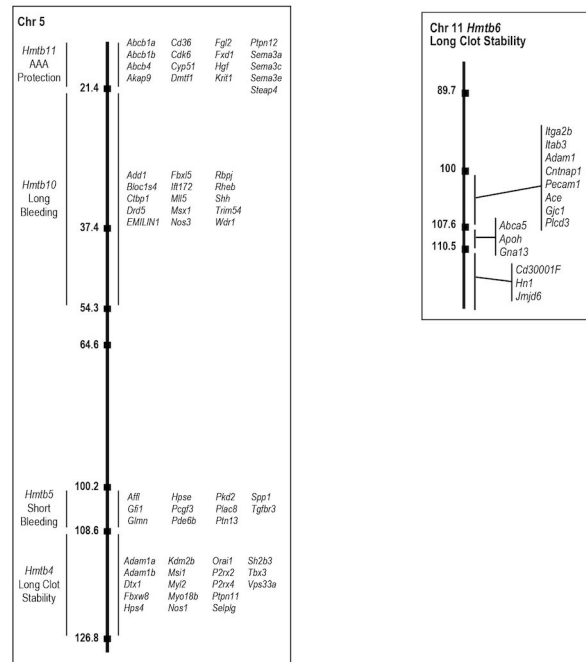 Chr 5
Hmtb11
AAA
Protection
Abcb1a Cd36 Fgl2 Ptpn12
Abcb1b Cdk6 Fxd1 Sema3a
Abcb4 Cyp51 Hgf Sema3c
Akap9 Dmtf1 Krit1 Sema3e
Steap4
21.4
Hmtb10
Long
Bleeding
Add1 Fbxl5 Rbpj
Bloc1s4 Ift172 Rheb
Ctbp1 Mll5 Shh
Drd5 Msx1 Trim54
EMILIN1 Nos3 Wdr1
37.4
54.3
64.6
100.2
Hmtb5
Short
Bleeding
Affl Hpse Pkd2 Spp1
Gfi1 Pcgf3 Plac8 Tgfbr3
Glmn Pde6b Ptn13
108.6
Hmtb4
Long Clot
Stability
Adam1a Kdm2b Orai1 Sh2b3
Adam1b Msi1 P2rx2 Tbx3
Dtx1 Myl2 P2rx4 Vps33a
Fbxw8 Myo18b Ptpn11
Hps4 Nos1 Selplg
126.8
Chr 11 Hmtb6
Long Clot Stability
89.7
100
107.6
110.5
Itga2b
Itab3
Adam1
Cntnap1
Pecam1
Ace
Gjc1
Plcd3
Abca5
Apoh
Gna13
Cd30001F
Hn1
Jmjd6